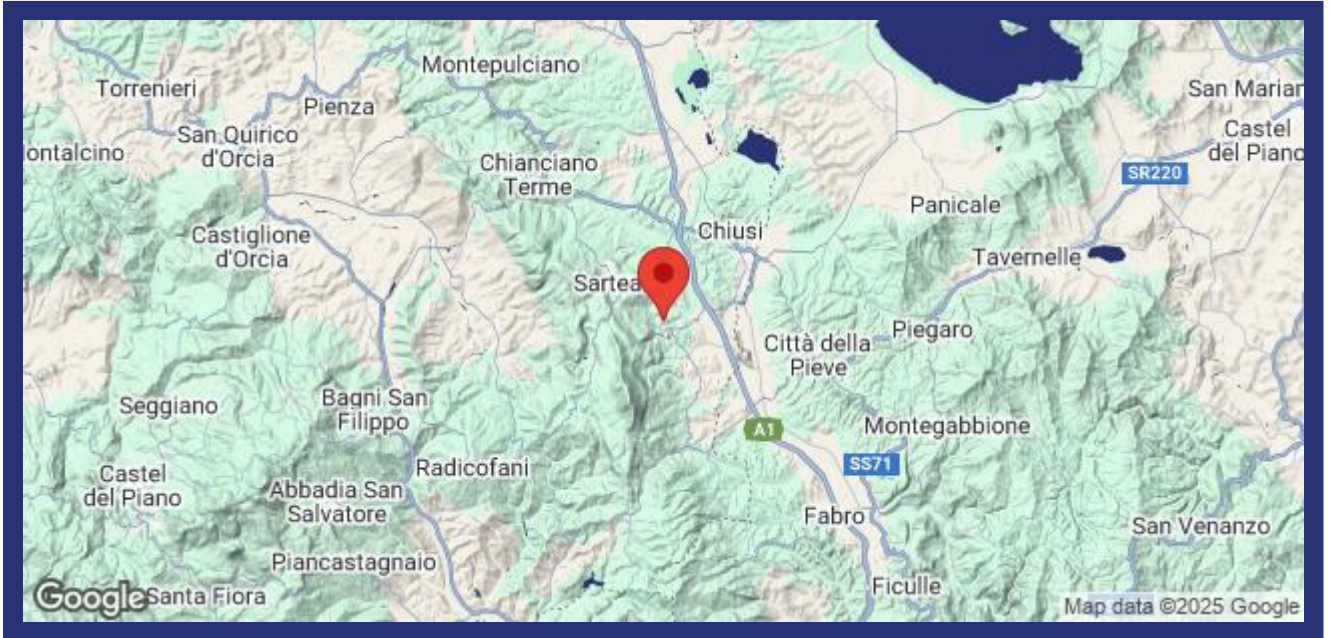 Montepulciano
Torrenieri
Pienza
San Marian
San Quirico
d'Orcia
Castel
del Piano
ontalcino
Chianciano
Terme
SR220
Panicale
Castiglione
d'Orcia
Chiusi
Tavernelle
Sartea
Città della
Pieve
Piegaro
Bagni San
Filippo
Seggiano
A1
Montegabbione
SS71
Castel
del Piano
Radicofani
Abbadia San
Salvatore
Fabro
San Venanzo
Piancastagnaio
Ficulle
Google
Santa Fiora
Map data ©2025 Google